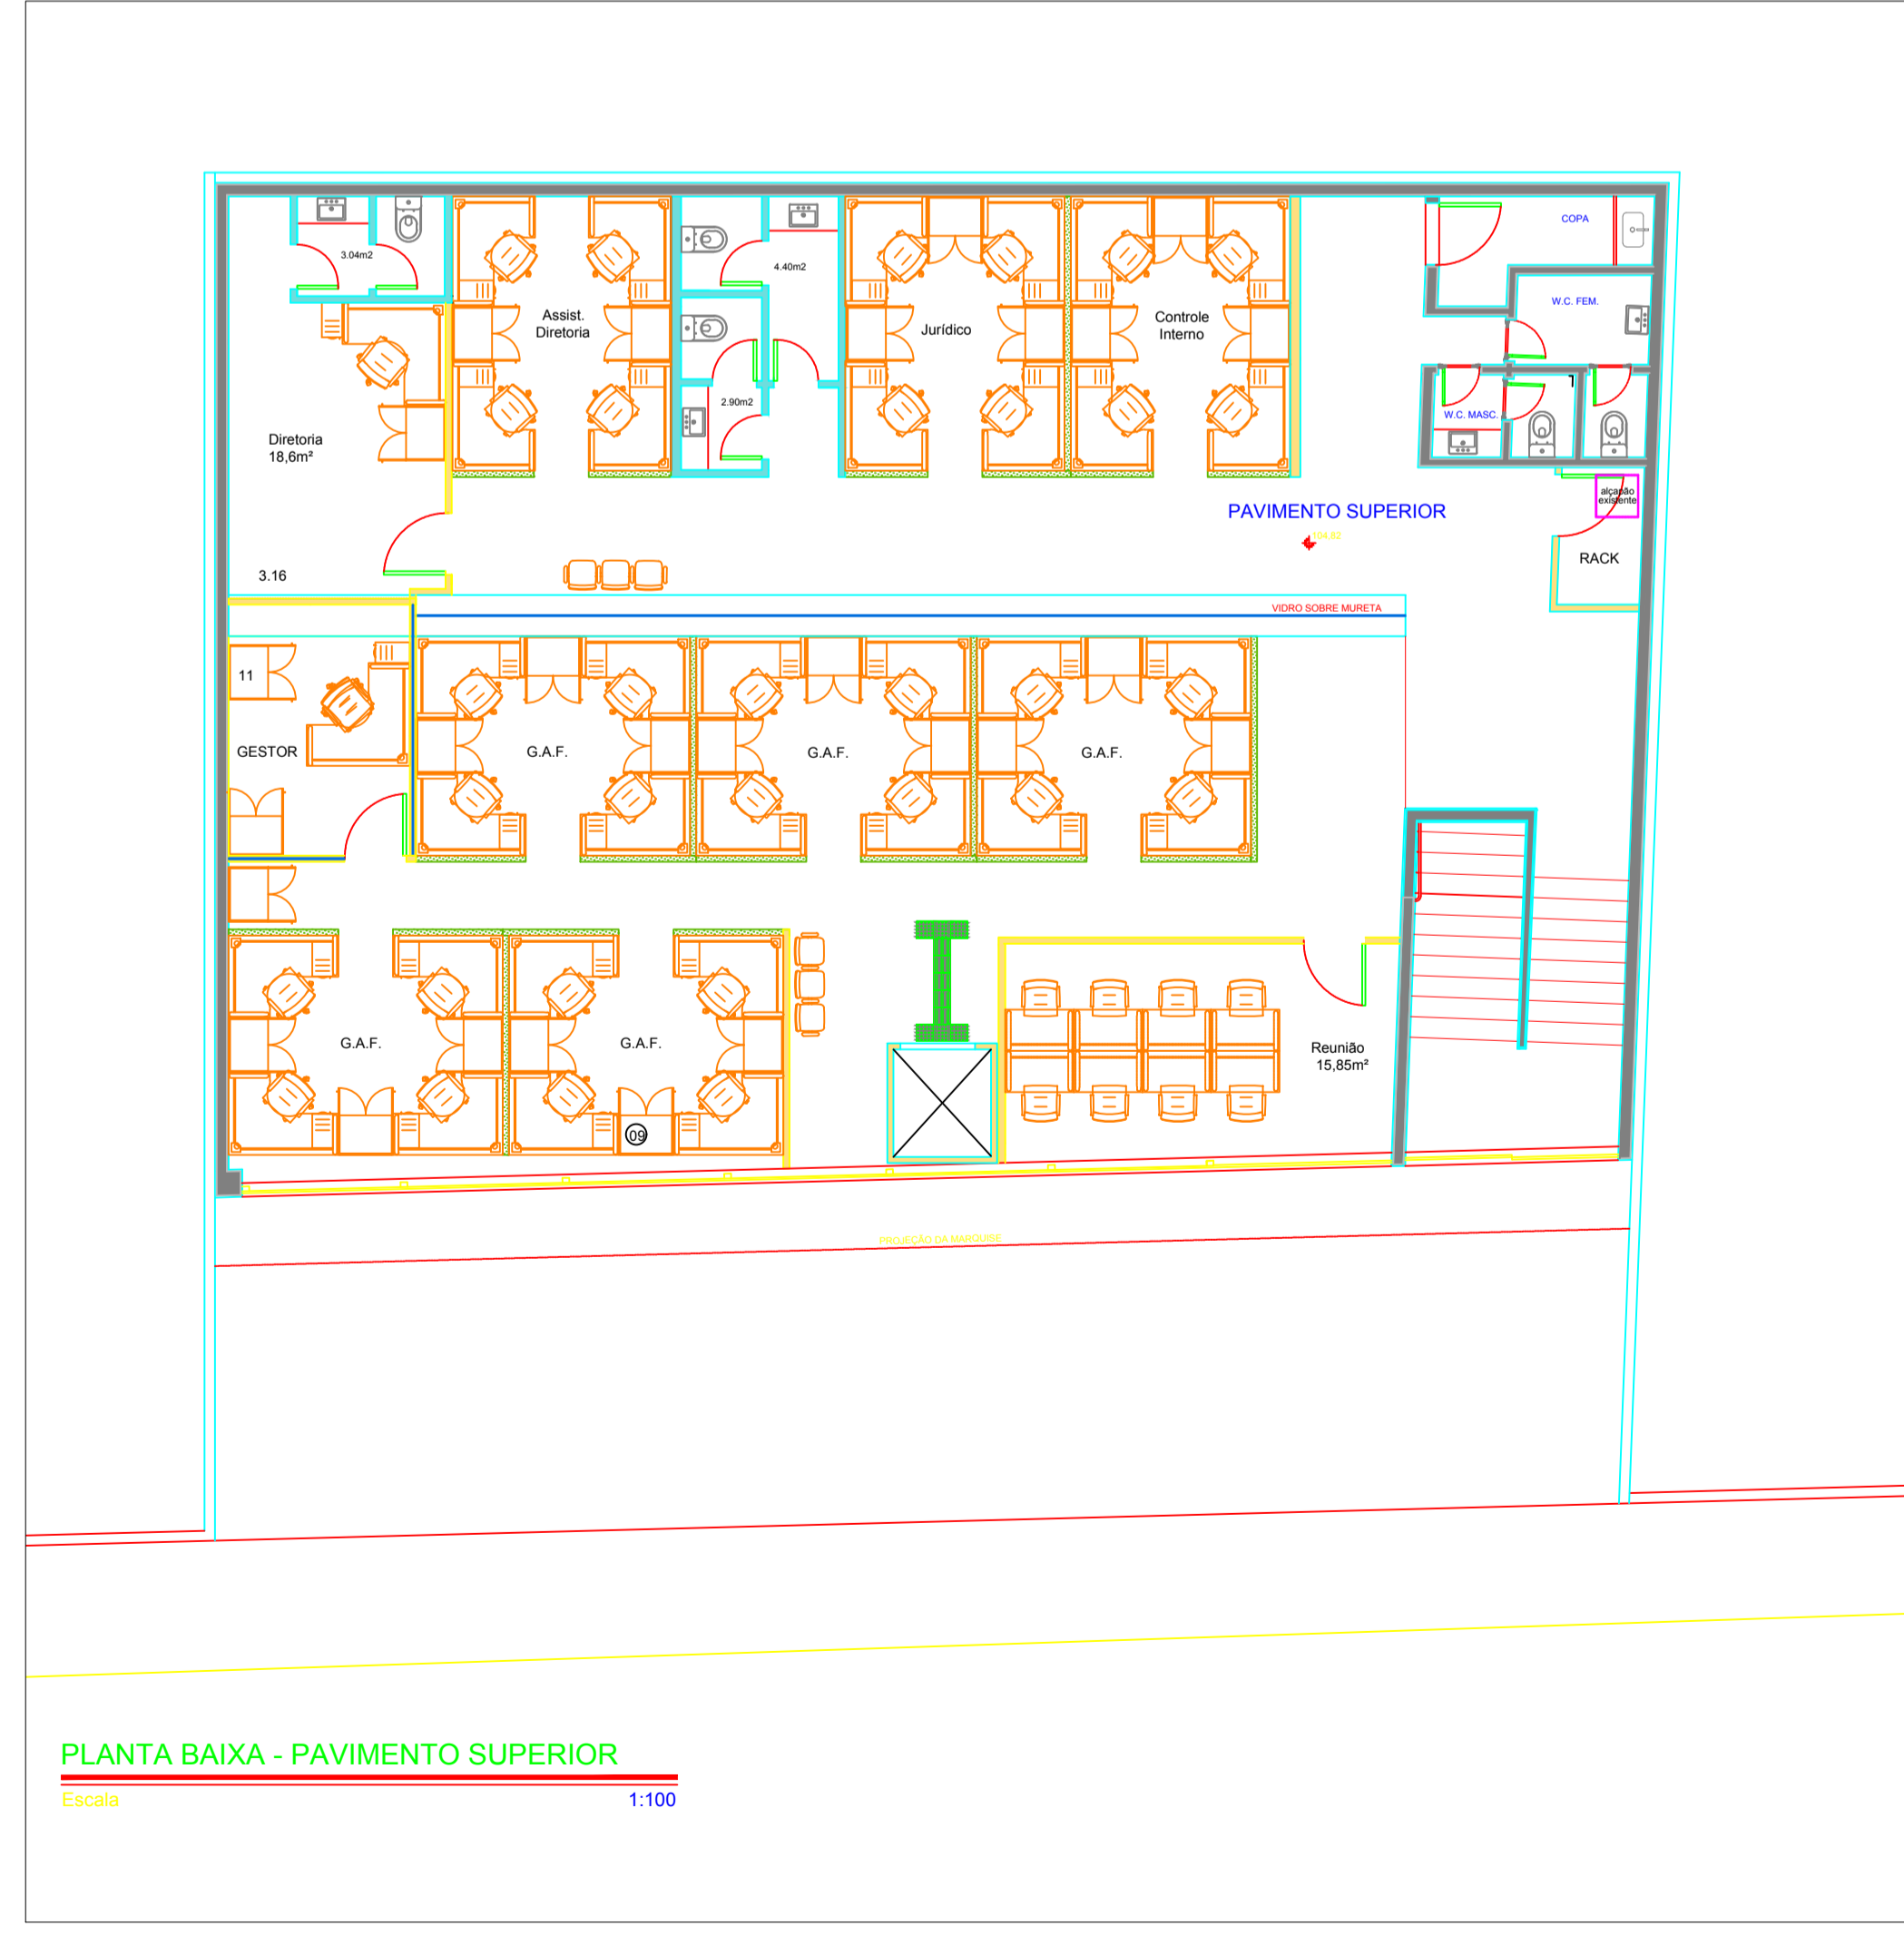 COPA
3.04m2
4.40m2
W.C. FEM.
Assist.
Diretoria
Jurídico
Controle
Interno
2.90m2
W.C. MASC.
Diretoria
18,6m²
alçapão
existente
PAVIMENTO SUPERIOR
104.52
RACK
3.16
VIDRO SOBRE MURETA
11
GESTOR
G.A.F.
G.A.F.
G.A.F.
G.A.F.
G.A.F.
Reunião
15,85m²
09
PROJEÇÃO DA MARQUISE
PLANTA BAIXA - PAVIMENTO SUPERIOR
Escala
1:100